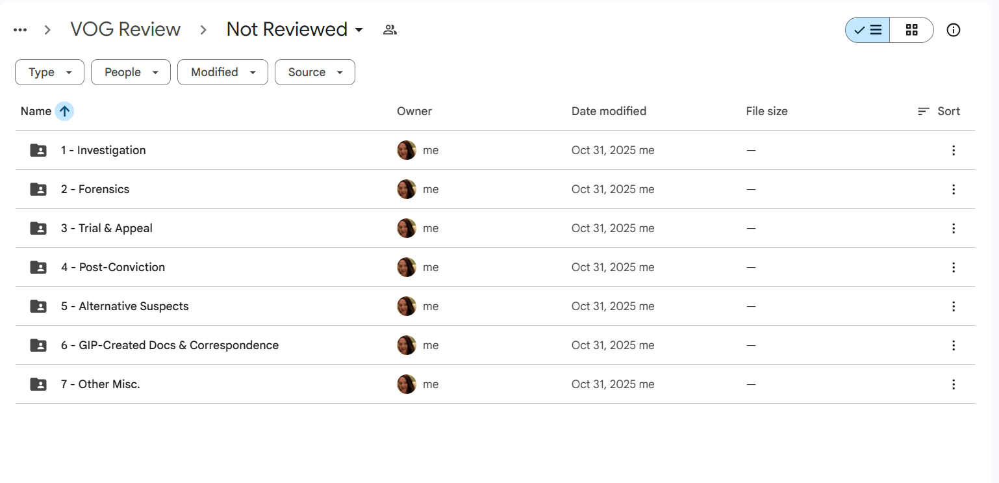 VOG Review Not Reviewed
Type People Modified Source
Name Owner Date modified File size Sort
1 - Investigation me Oct 31, 2025 me —
2 - Forensics me Oct 31, 2025 me —
3 - Trial & Appeal me Oct 31, 2025 me —
4 - Post-Conviction me Oct 31, 2025 me —
5 - Alternative Suspects me Oct 31, 2025 me —
6 - GIP-Created Docs & Correspondence me Oct 31, 2025 me —
7 - Other Misc. me Oct 31, 2025 me —